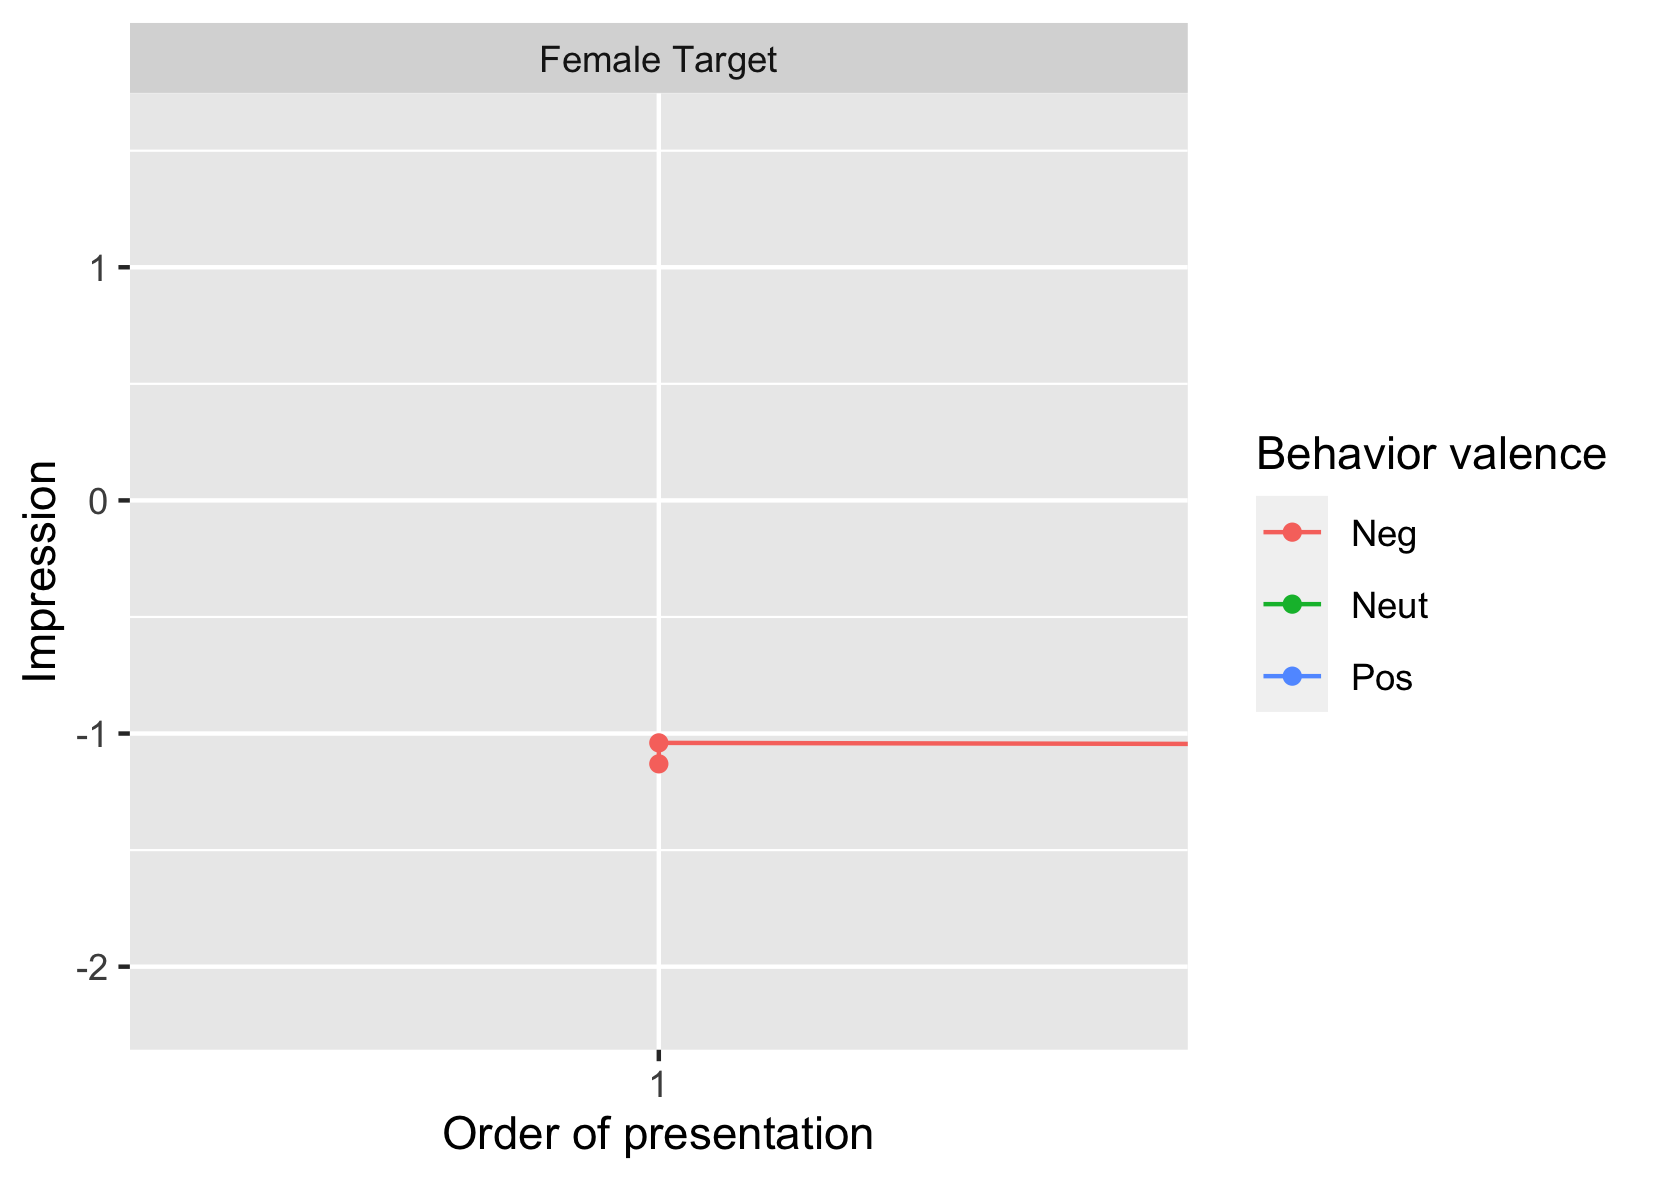 Female Target
Impression
1
0
-1
-2
1
Order of presentation
Behavior valence
Neg
Neut
Pos